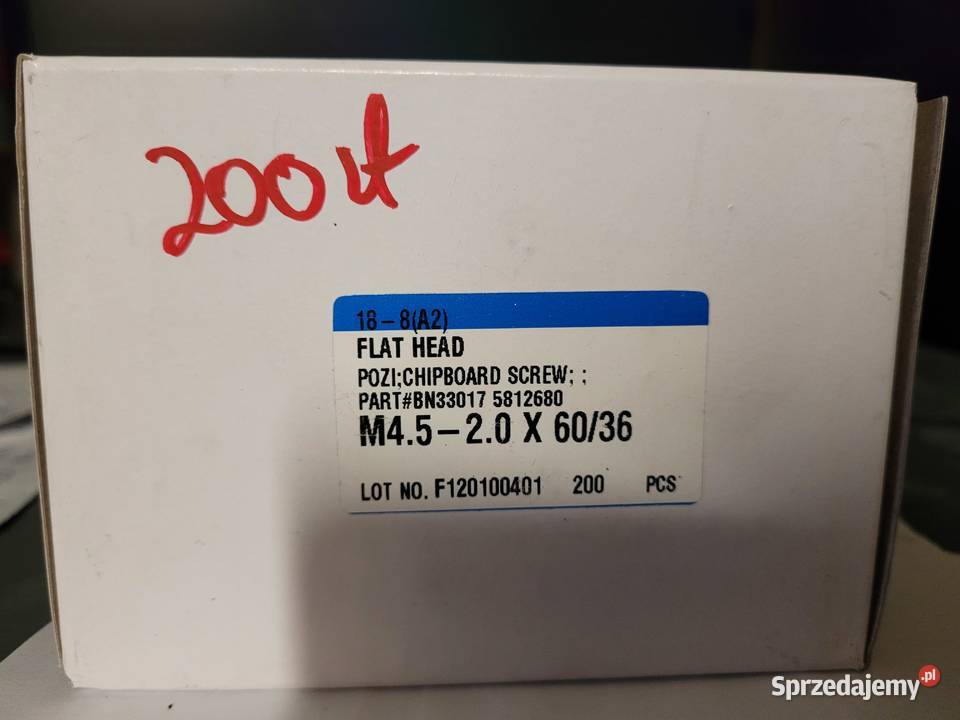 200
18-8(A2)
FLAT HEAD
POZI;CHIPBOARD SCREW; ;
PART#BN33017 5812680
M4.5-2.0 X 60/36
LOT NO. F120100401 200 PCS
Sprzedajemy.pl